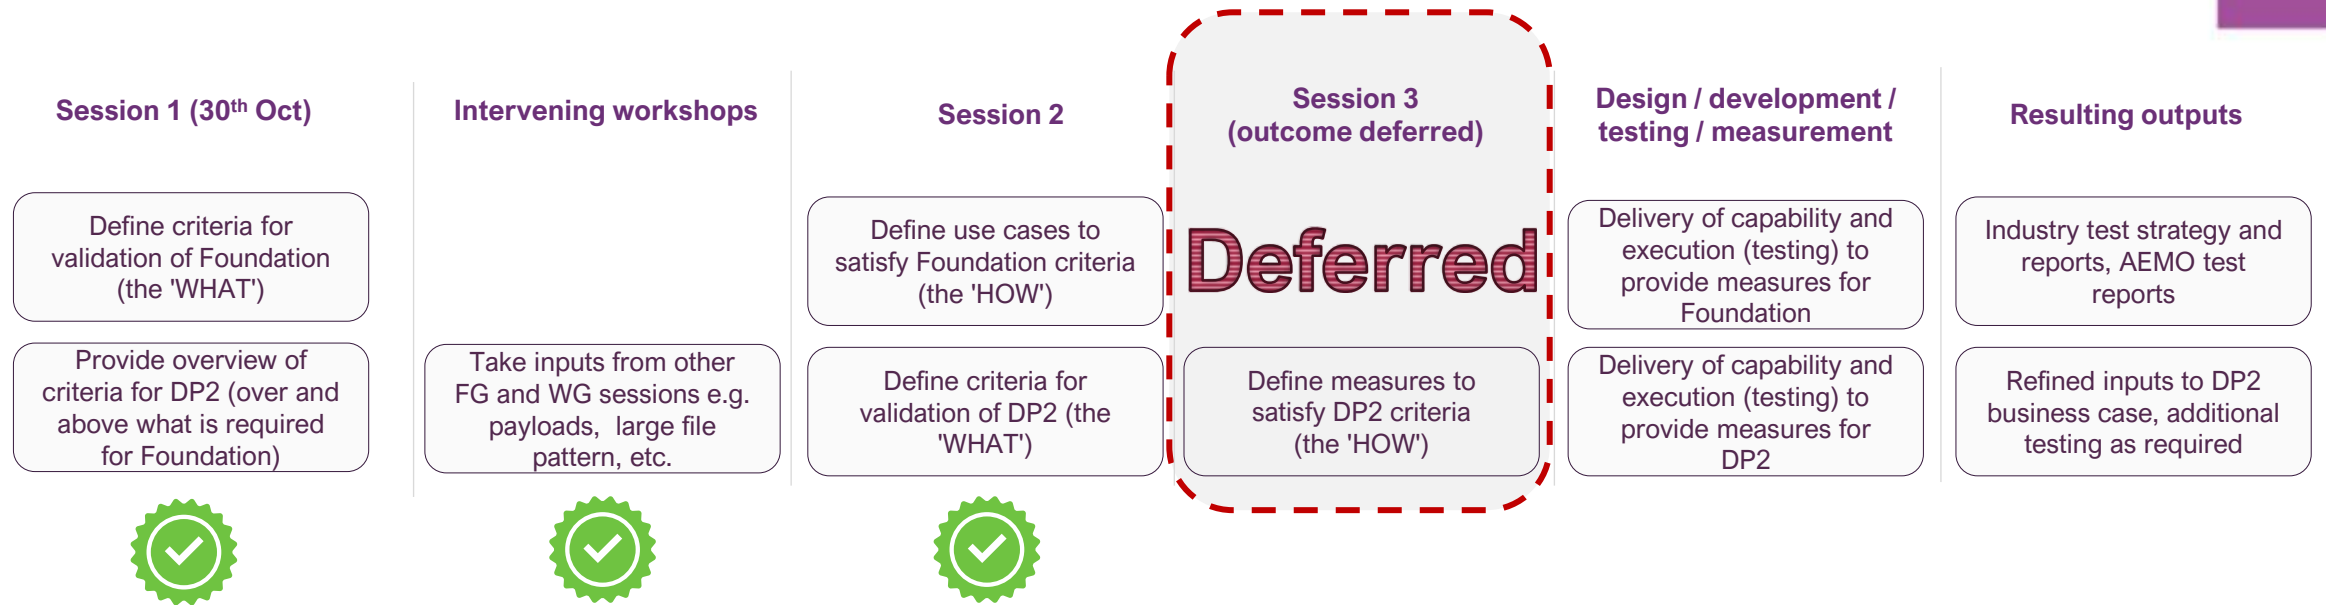 Session 1 (30th Oct)
Define criteria for
validation of Foundation
(the 'WHAT')
Provide overview of
criteria for DP2 (over and
above what is required
for Foundation)
Intervening workshops
Take inputs from other
FG and WG sessions e.g.
payloads, large file
pattern, etc.
Session 2
Define use cases to
satisfy Foundation criteria
(the 'HOW')
Define criteria for
validation of DP2 (the
'WHAT')
Session 3
(outcome deferred)
Deferred
Define measures to
satisfy DP2 criteria
(the 'HOW')
Design / development /
testing / measurement
Delivery of capability and
execution (testing) to
provide measures for
Foundation
Delivery of capability and
execution (testing) to
provide measures for
DP2
Resulting outputs
Industry test strategy and
reports, AEMO test
reports
Refined inputs to DP2
business case, additional
testing as required